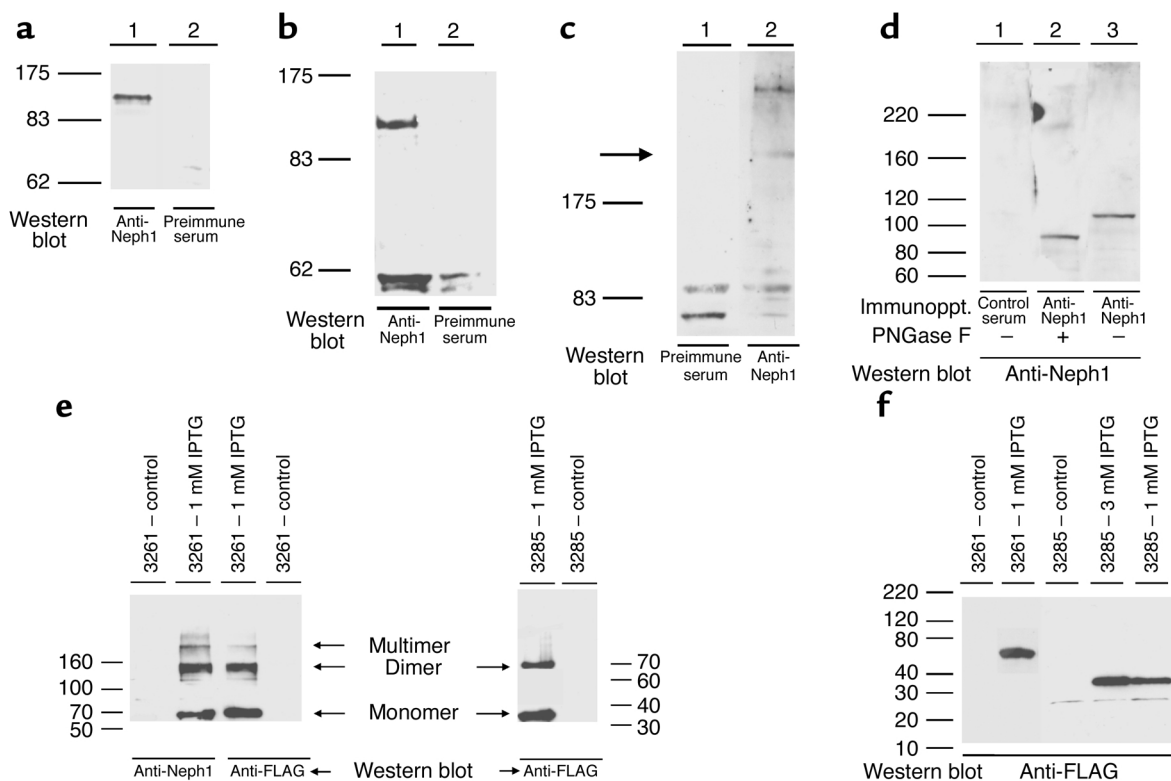 a
1 2
175
83
62
Western blot
Anti-Neph1
Preimmune serum
b
1 2
175
83
62
Western blot
Anti-Neph1
Preimmune serum
c
1 2
175
83
Western blot
Preimmune serum
Anti-Neph1
d
1 2 3
220
160
120
100
80
60
Immunoppt.
Control serum
Anti-Neph1
Anti-Neph1
PNGase F − + −
Western blot Anti-Neph1
e
3261 – control
3261 – 1 mM IPTG
3261 – 1 mM IPTG
3261 – control
3285 – 1 mM IPTG
3285 – control
160
100
70
50
Multimer
Dimer
Monomer
70
60
40
30
Anti-Neph1 Anti-FLAG Western blot Anti-FLAG
f
3261 – control
3261 – 1 mM IPTG
3285 – control
3285 – 3 mM IPTG
3285 – 1 mM IPTG
220
120
80
40
30
20
10
Western blot Anti-FLAG